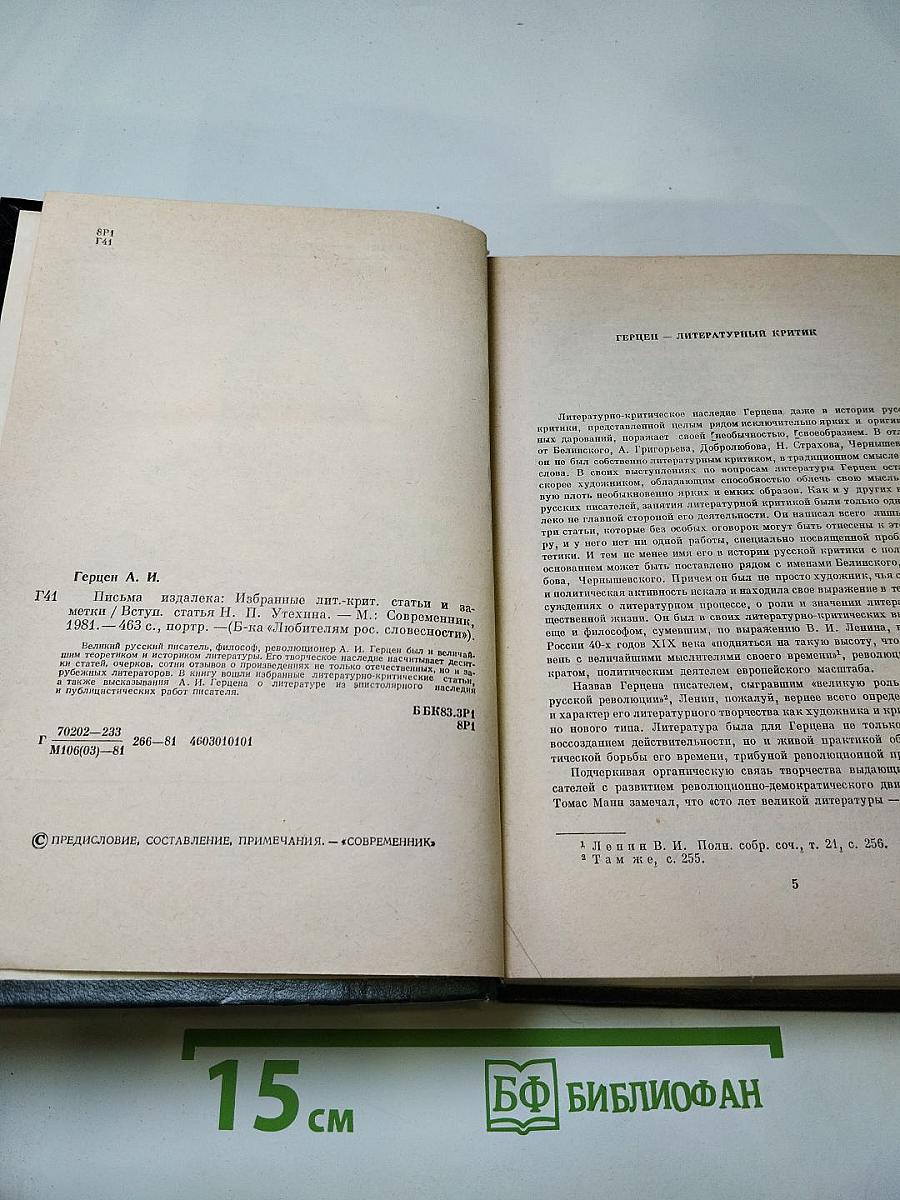 8Р1
Г41
Герцен А. И.
Г41 Письма издалека: Избранные лит.-крит. статьи и за-
метки / Вступ. статья Н. П. Утехина. — М.: Современник,
1981. — 463 с., портр. — (Б-ка «Любителям рос. словесности»).
Великий русский писатель, философ, революционер А. И. Герцен был и величай-
шим теоретиком и историком литературы. Его творческое наследие насчитывает десят-
ки статей, очерков, сотни отзывов о произведениях не только отечественных, но и за-
рубежных литераторов. В книгу вошли избранные литературно-критические статьи,
а также высказывания А. И. Герцена о литературе из эпистолярного наследия
и публицистических работ писателя.
ББК83.3Р1
8Р1
Г 70202—233
М106(03)—81 266—81 4603010101
© ПРЕДИСЛОВИЕ, СОСТАВЛЕНИЕ, ПРИМЕЧАНИЯ. — «СОВРЕМЕННИК»
ГЕРЦЕН — ЛИТЕРАТУРНЫЙ КРИТИК
Литературно-критическое наследие Герцена даже в истории рус
критики, представленной целым рядом исключительно ярких и ориги
ных дарований, поражает своей необычностью, своеобразием. В отл
от Белинского, А. Григорьева, Добролюбова, Н. Страхова, Чернышев
он не был собственно литературным критиком, в традиционном смысле
слова. В своих выступлениях по вопросам литературы Герцен оста
скорее художником, обладающим способностью облечь свою мысль
вую плоть необыкновенно ярких и емких образов. Как и у других
русских писателей, занятия литературной критикой были только одн
леко не главной стороной его деятельности. Он написал всего лишь
три статьи, которые без особых оговорок могут быть отнесены к эт
ру, и у него нет ни одной работы, специально посвященной проб
тетики. И тем не менее имя его в истории русской критики с пол
основанием может быть поставлено рядом с именами Белинского,
бова, Чернышевского. Причем он был не просто художник, чья
и политическая активность искала и находила свое выражение в
суждениях о литературном процессе, о роли и значении литера
щественной жизни. Он был в своих литературно-критических в
еще и философом, сумевшим, по выражению В. И. Ленина, в
России 40-х годов XIX века «подняться на такую высоту, что
вень с величайшими мыслителями своего времени»¹, революц
кратом, политическим деятелем европейского масштаба.
Назвав Герцена писателем, сыгравшим «великую роль
русской революции»², Ленин, пожалуй, вернее всего опреде
и характер его литературного творчества как художника и кри
но нового типа. Литература была для Герцена не только
воссозданием действительности, но и живой практикой об
тической борьбы его времени, трибуной революционной п
Подчеркивая органическую связь творчества выдающи
сателей с развитием революционно-демократического дви
Томас Манн замечал, что «сто лет великой литературы —
¹ Ленин В. И. Полн. собр. соч., т. 21, с. 256.
² Там же, с. 255.
5
15 см
БФ БИБЛИОФАН